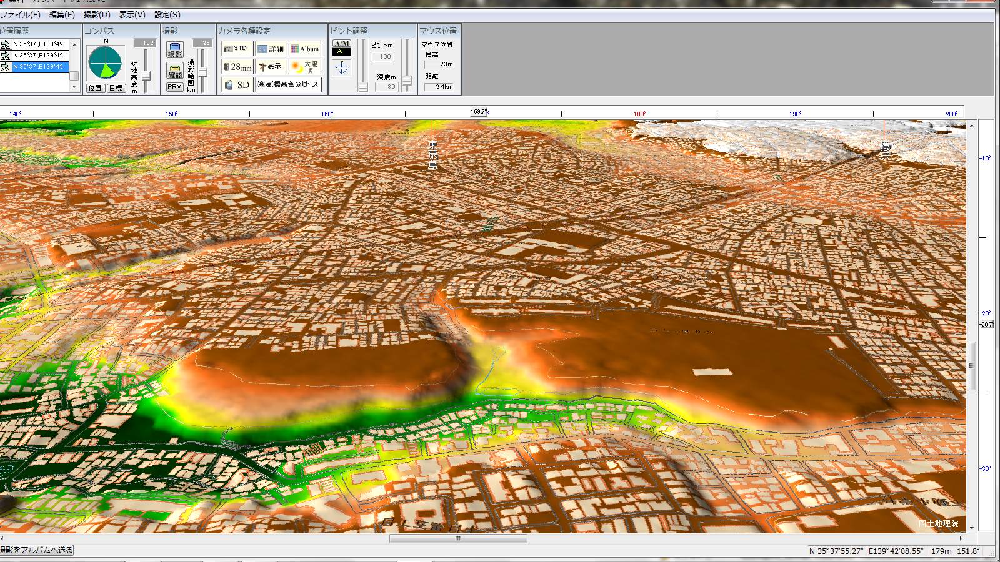 ファイル(F) 編集(E) 撮影(D) 表示(V) 設定(S)
位置履歴
N 35°37',E139°42'
N 35°37',E139°42'
N 35°37',E139°42'
コンパス
N
152
対地高度m
位置 目標
撮影
28
撮影
確認
PRV
撮影範囲km
カメラ各種設定
STD 詳細 Album
28mm 表示 太陽月
SD (高速)標高色分け・ス.
ピント調整
A/M
AF
ピントm
100
深度m
30
マウス位置
マウス位置
標高
23m
距離
2.4km
140° 150° 160° 169.7° 180° 190° 200°
東扇島
横浜
-10°
-20°
-20.7°
-30°
国土地理院
撮影をアルバムへ送る
N 35°37'55.27" E139°42'08.55" 179m 151.8°